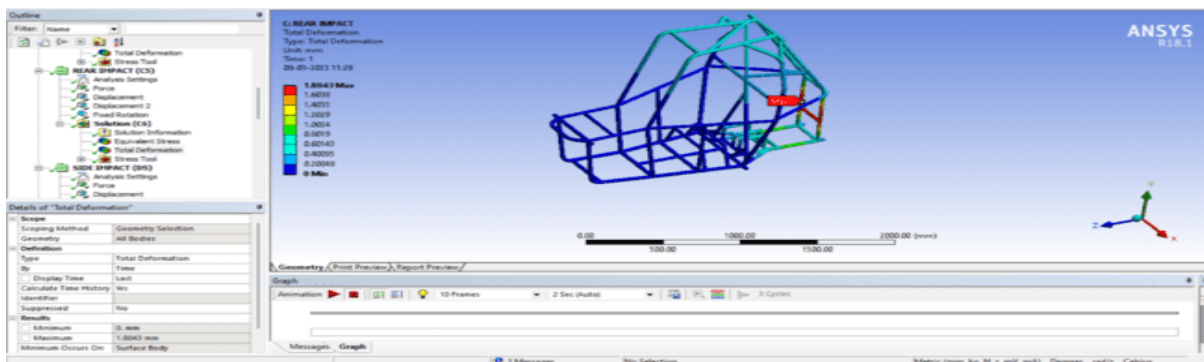 Outline
Filter: Name
Total Deformation
Stress Tool
REAR IMPACT (C5)
Analysis Settings
Force
Displacement
Displacement 2
Fixed Rotation
Solution (C6)
Solution Information
Equivalent Stress
Total Deformation
Stress Tool
SIDE IMPACT (D5)
Analysis Settings
Force
Displacement
Details of "Total Deformation"
Scope
Scoping Method Geometry Selection
Geometry All Bodies
Definition
Type Total Deformation
By Time
Display Time Last
Calculate Time History Yes
Identifier
Suppressed No
Results
Minimum 0. mm
Maximum 1.8043 mm
Minimum Occurs On Surface Body
C: REAR IMPACT
Total Deformation
Type: Total Deformation
Unit: mm
Time: 1
1.8043 Max
1.6038
1.4033
1.2029
1.0024
0.8019
0.60143
0.40095
0.20048
0 Min
Max
ANSYS
R18.1
0.00 1000.00 2000.00 (mm)
500.00 1500.00
Y
Z
X
Geometry Print Preview Report Preview
Graph
Animation 10 Frames 2 Sec (Auto) 3 Cycles
Messages Graph
No Selection